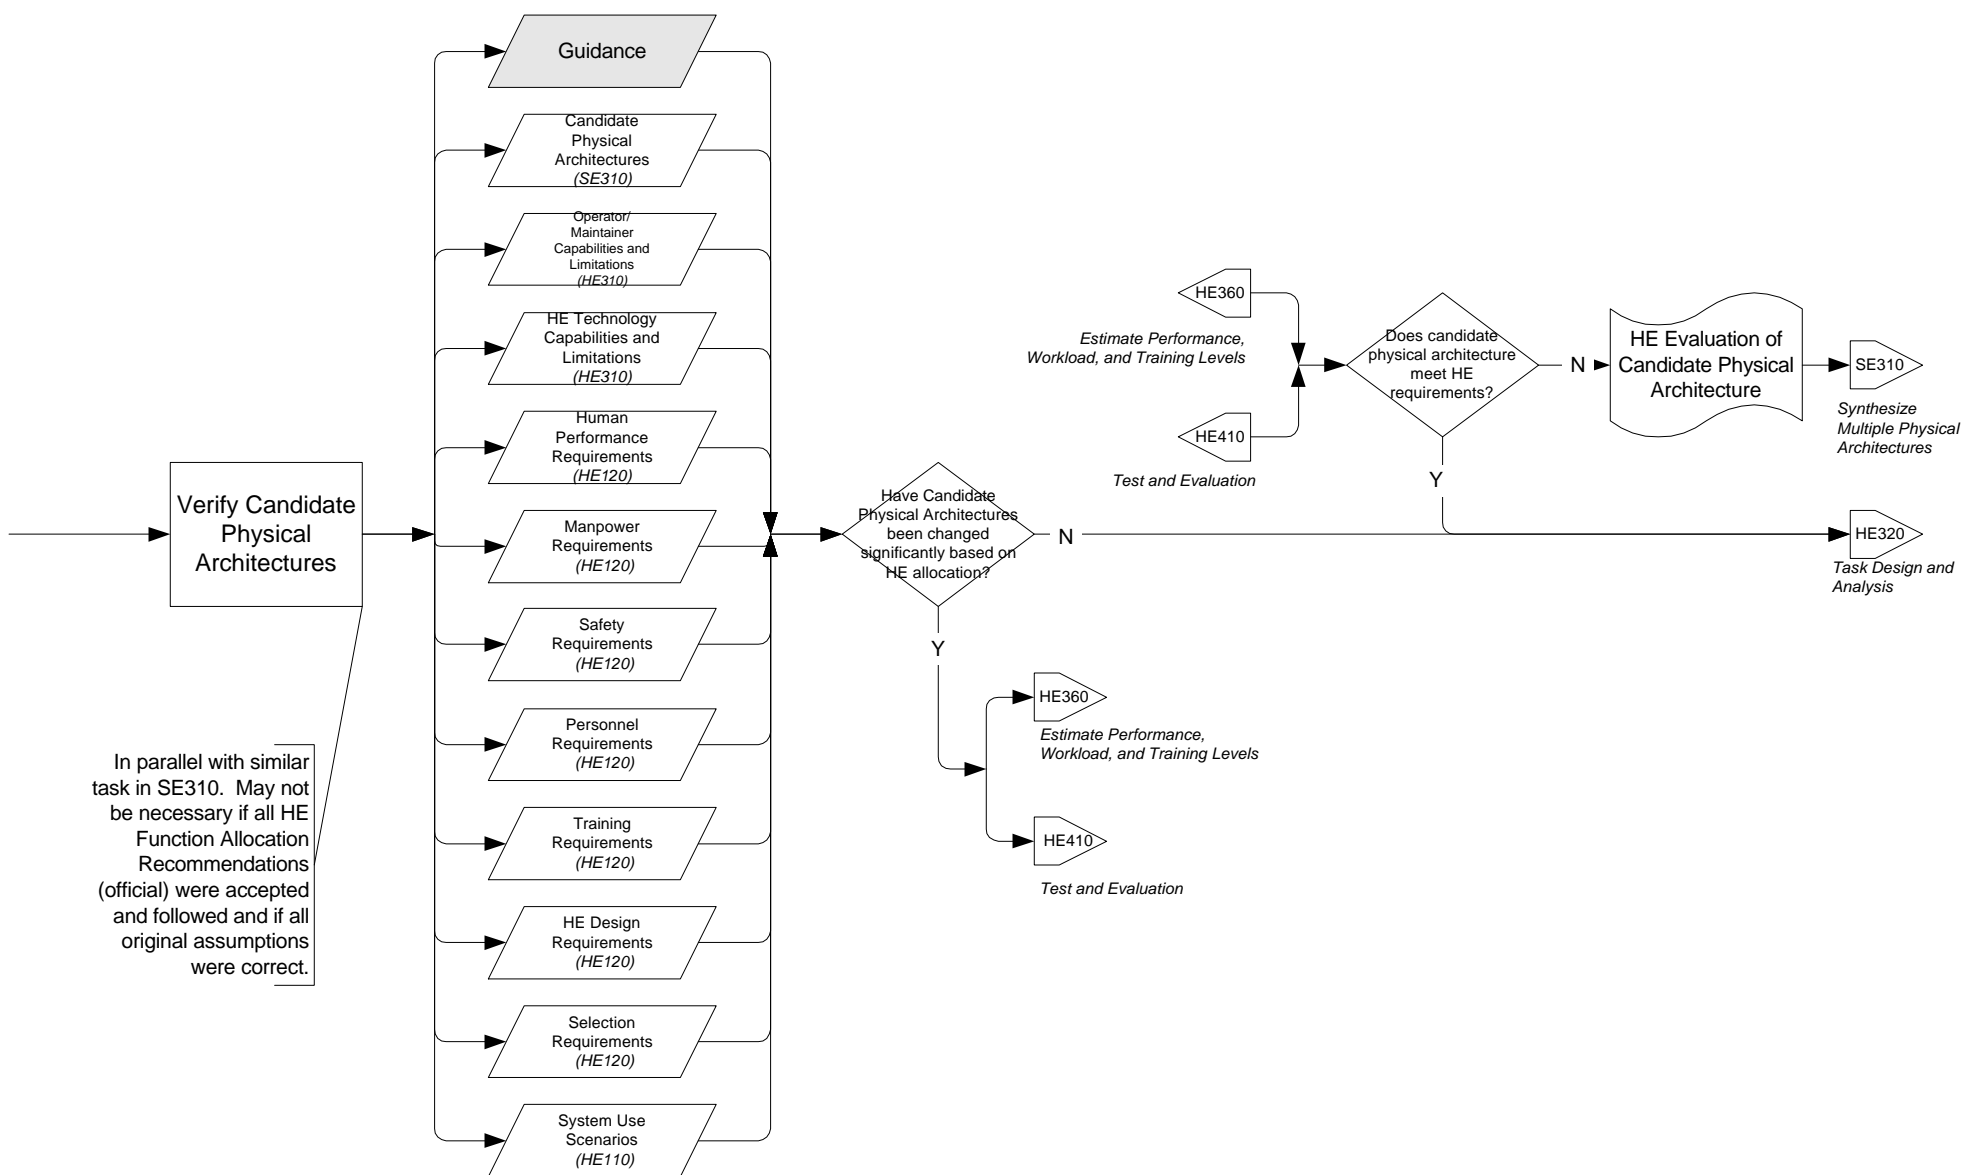 Guidance
Candidate
Physical
Architectures
(SE310)
Operator/
Maintainer
Capabilities and
Limitations
(HE310)
HE Technology
Capabilities and
Limitations
(HE310)
Human
Performance
Requirements
(HE120)
Manpower
Requirements
(HE120)
Safety
Requirements
(HE120)
Personnel
Requirements
(HE120)
Training
Requirements
(HE120)
HE Design
Requirements
(HE120)
Selection
Requirements
(HE120)
System Use
Scenarios
(HE110)
Verify Candidate
Physical
Architectures
In parallel with similar
task in SE310.  May not
be necessary if all HE
Function Allocation
Recommendations
(official) were accepted
and followed and if all
original assumptions
were correct.
Have Candidate
Physical Architectures
been changed
significantly based on
HE allocation?
N
Y
HE360
Estimate Performance,
Workload, and Training Levels
HE410
Test and Evaluation
HE360
Estimate Performance,
Workload, and Training Levels
HE410
Test and Evaluation
Does candidate
physical architecture
meet HE
requirements?
N
Y
HE Evaluation of
Candidate Physical
Architecture
SE310
Synthesize
Multiple Physical
Architectures
HE320
Task Design and
Analysis